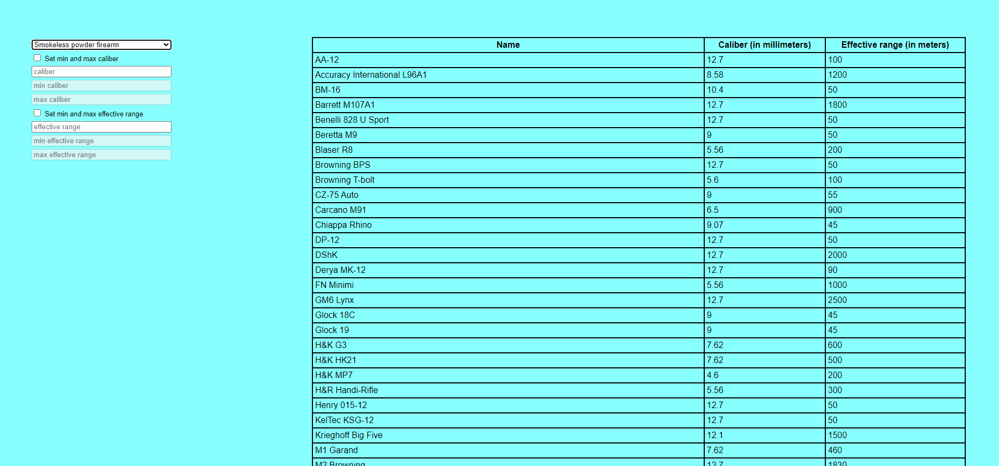 Smokeless powder firearm
Set min and max caliber
caliber
min caliber
max caliber
Set min and max effective range
effective range
min effective range
max effective range
Name Caliber (in millimeters) Effective range (in meters)
AA-12 12.7 100
Accuracy International L96A1 8.58 1200
BM-16 10.4 50
Barrett M107A1 12.7 1800
Benelli 828 U Sport 12.7 50
Beretta M9 9 50
Blaser R8 5.56 200
Browning BPS 12.7 50
Browning T-bolt 5.6 100
CZ-75 Auto 9 55
Carcano M91 6.5 900
Chiappa Rhino 9.07 45
DP-12 12.7 50
DShK 12.7 2000
Derya MK-12 12.7 90
FN Minimi 5.56 1000
GM6 Lynx 12.7 2500
Glock 18C 9 45
Glock 19 9 45
H&K G3 7.62 600
H&K HK21 7.62 500
H&K MP7 4.6 200
H&R Handi-Rifle 5.56 300
Henry 015-12 12.7 50
KelTec KSG-12 12.7 50
Krieghoff Big Five 12.1 1500
M1 Garand 7.62 460
M2 Browning 12.7 1830